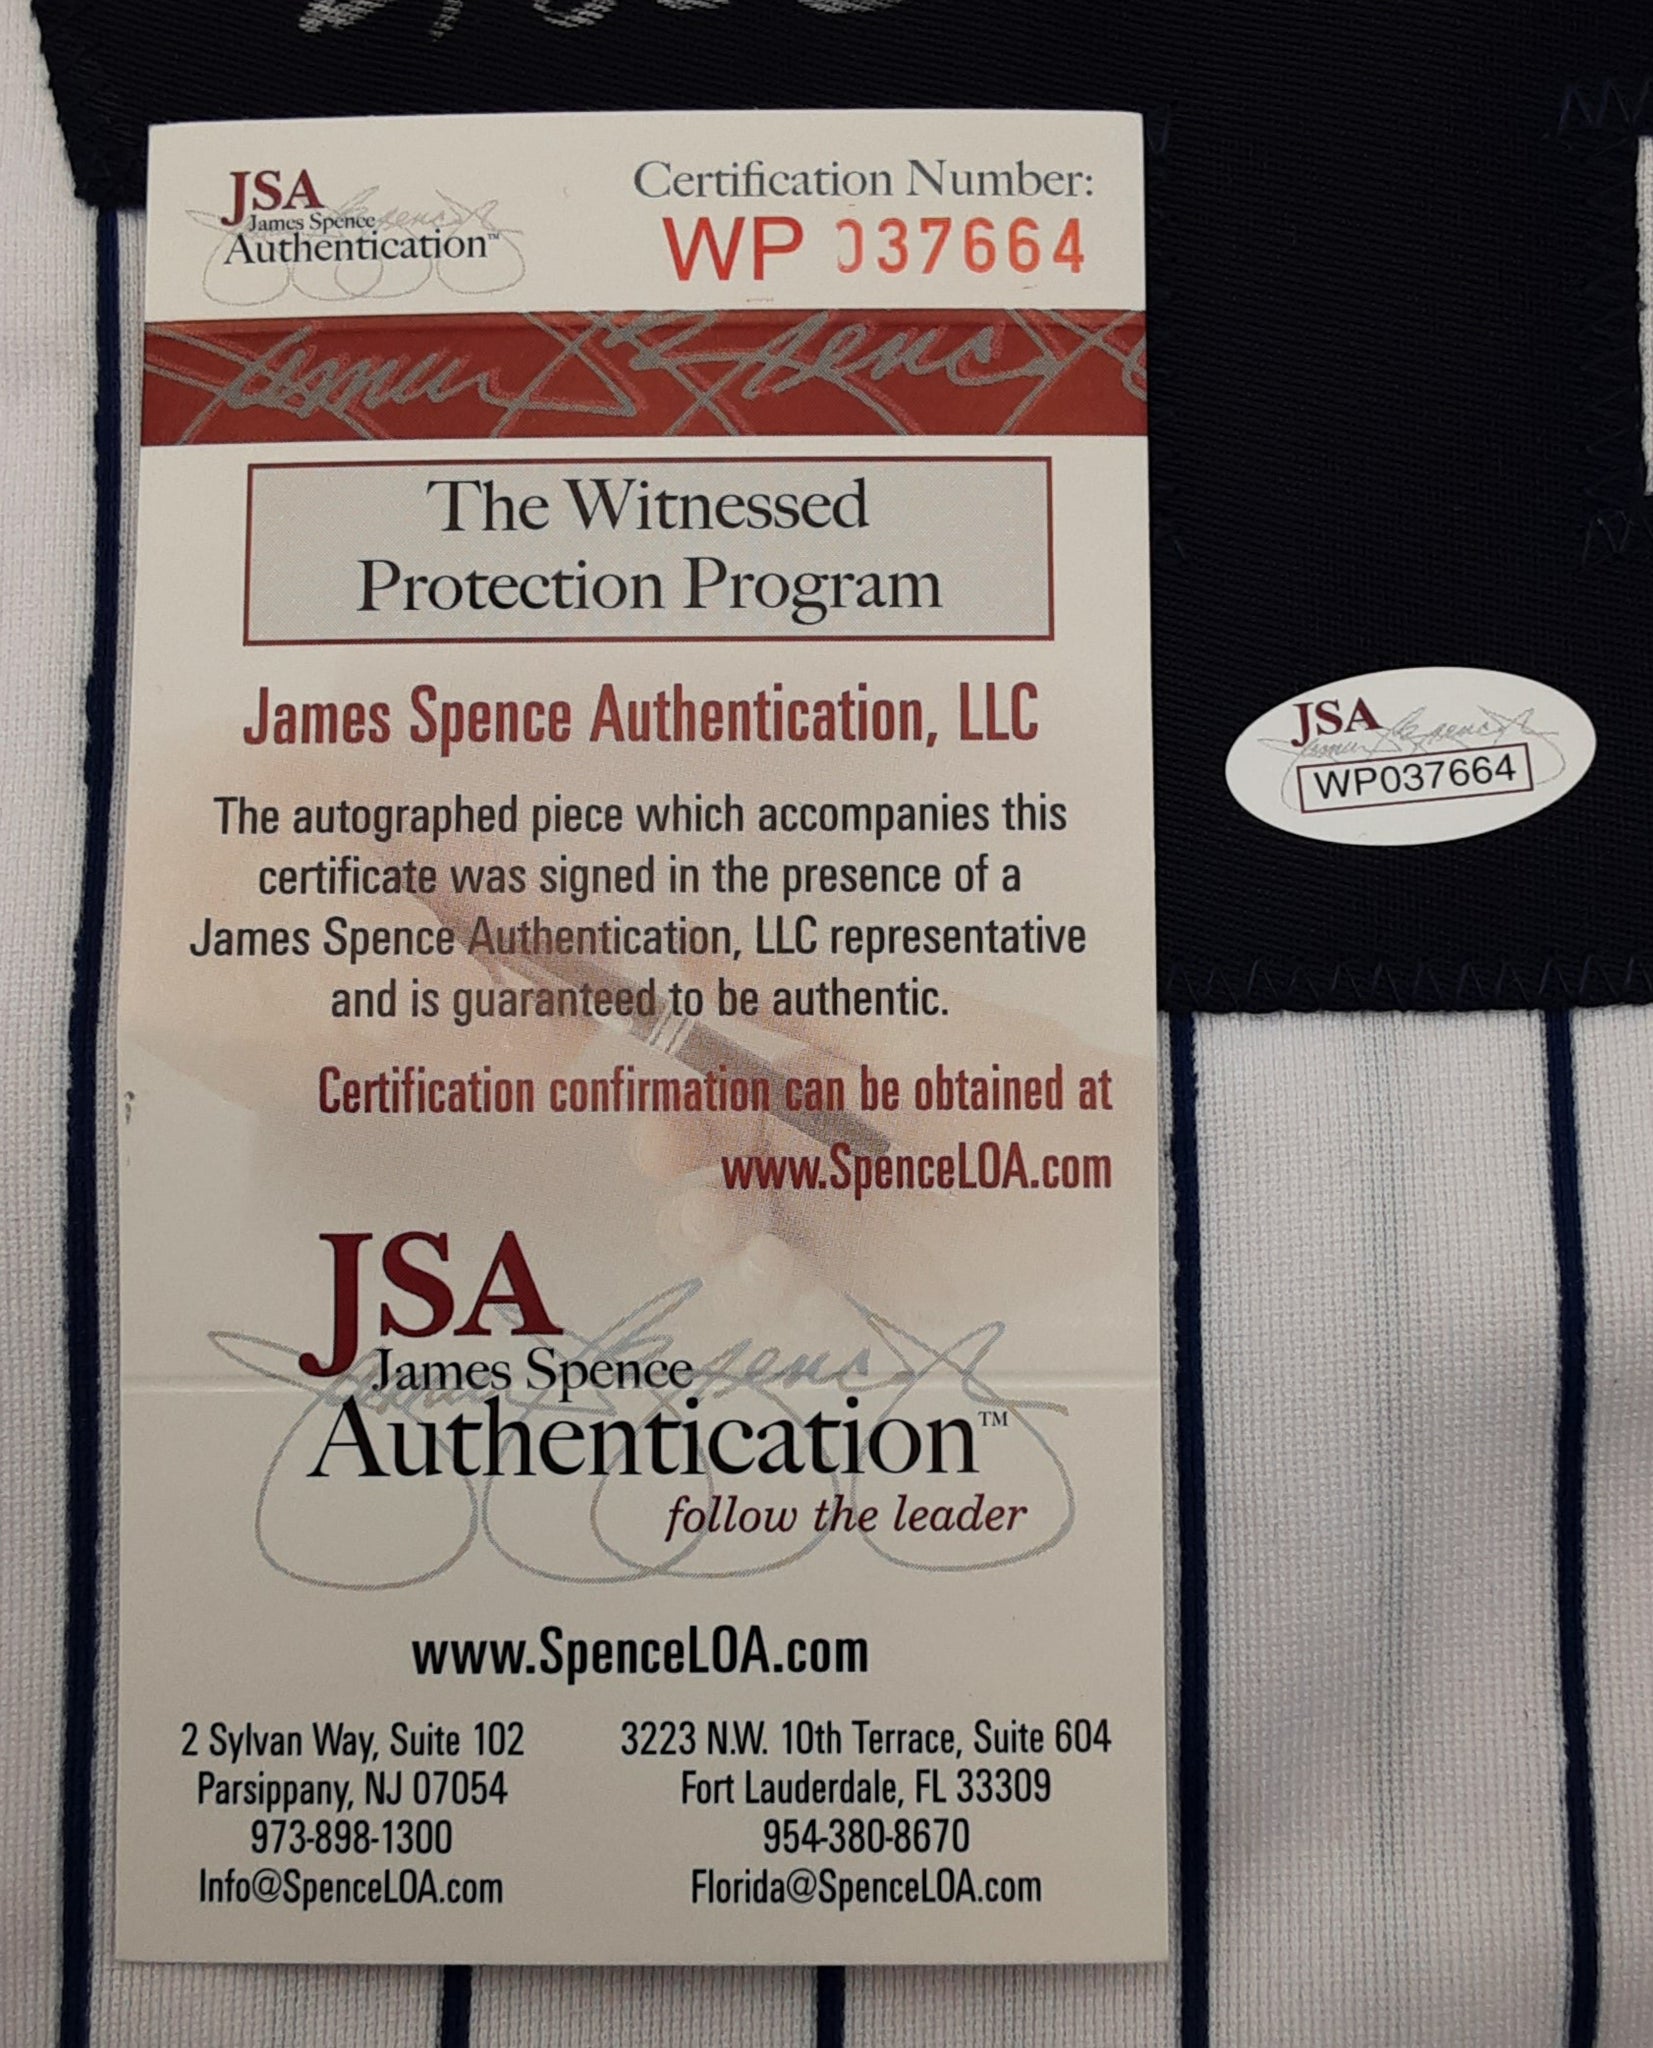 JSA
James Spence
Authentication™
Certification Number:
WP 037664
James Spence
The Witnessed
Protection Program
James Spence Authentication, LLC
The autographed piece which accompanies this
certificate was signed in the presence of a
James Spence Authentication, LLC representative
and is guaranteed to be authentic.
Certification confirmation can be obtained at
www.SpenceLOA.com
JSA
James Spence
Authentication™
follow the leader
www.SpenceLOA.com
2 Sylvan Way, Suite 102
Parsippany, NJ 07054
973-898-1300
Info@SpenceLOA.com
3223 N.W. 10th Terrace, Suite 604
Fort Lauderdale, FL 33309
954-380-8670
Florida@SpenceLOA.com
JSA
WP037664